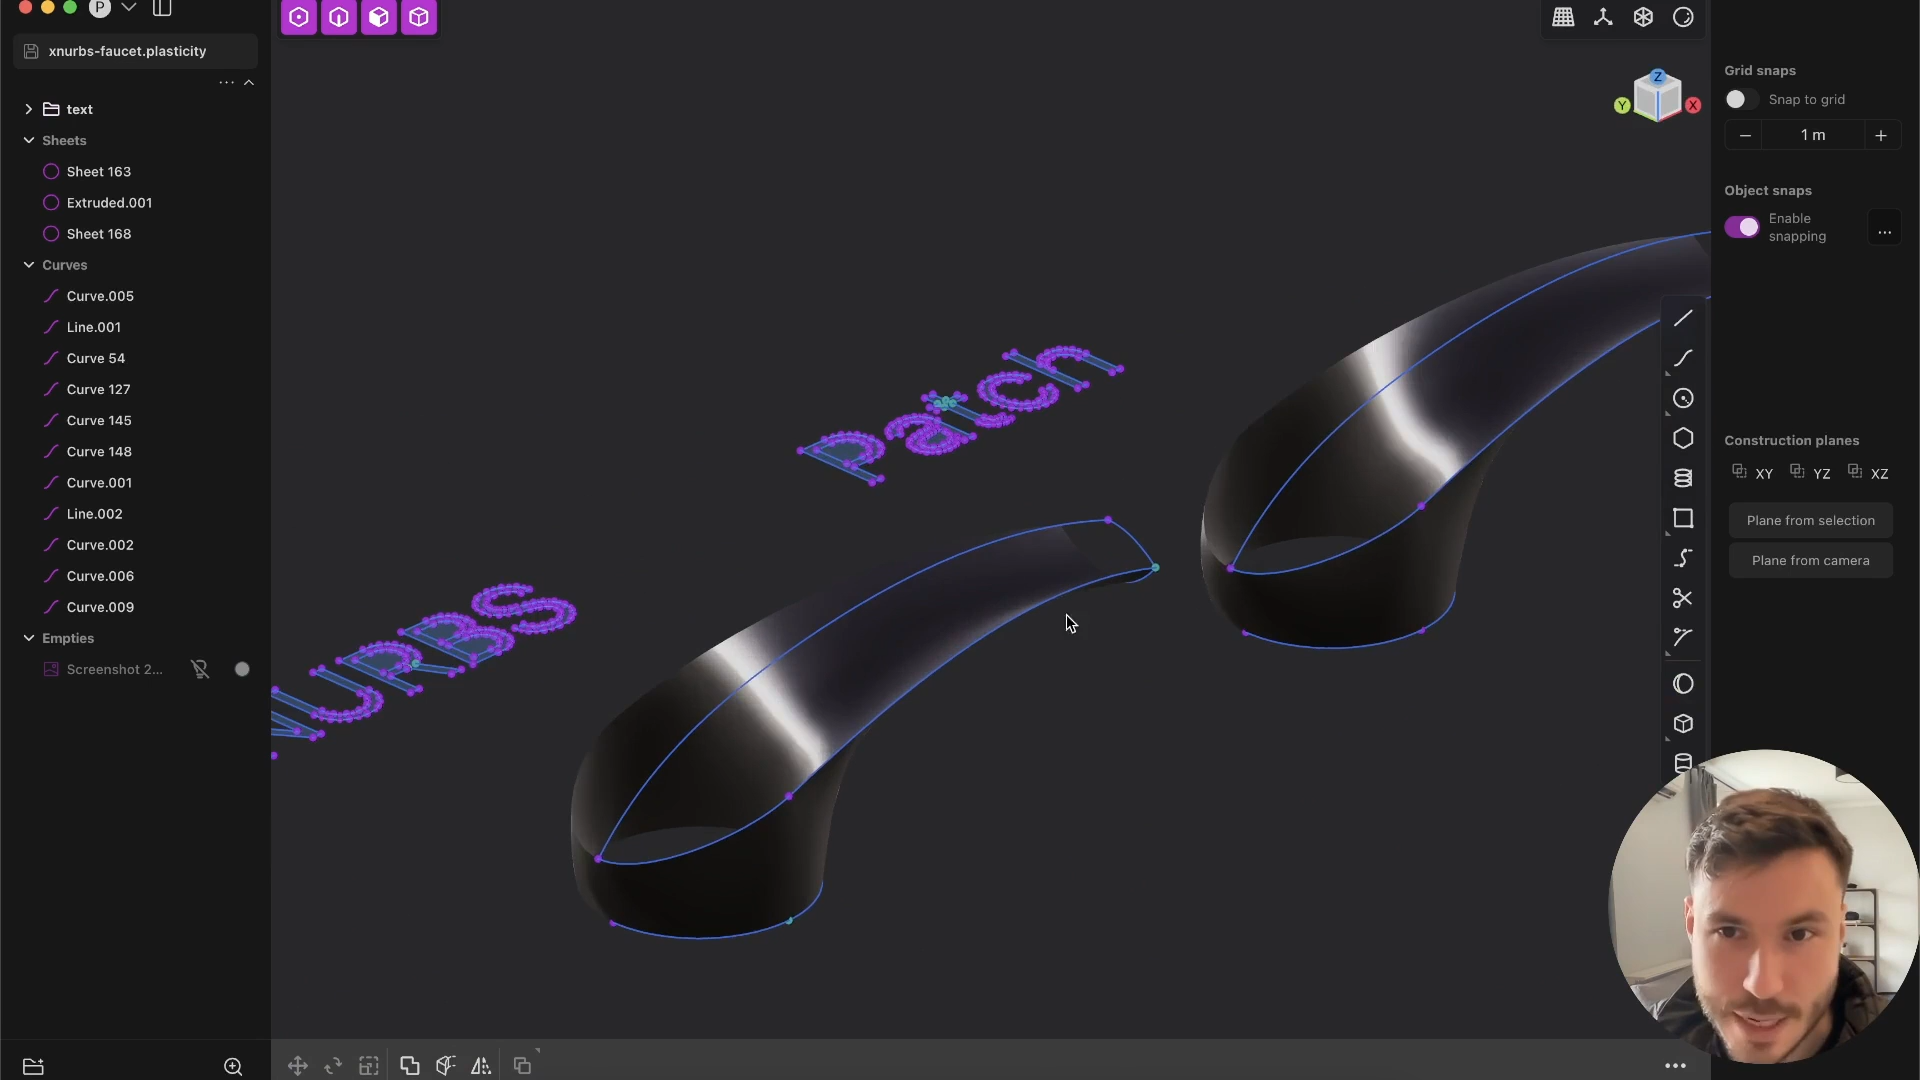 P
xnurbs-faucet.plasticity
...
text
Sheets
Sheet 163
Extruded.001
Sheet 168
Curves
Curve.005
Line.001
Curve 54
Curve 127
Curve 145
Curve 148
Curve.001
Line.002
Curve.002
Curve.006
Curve.009
Empties
Screenshot 2...
Patch
NURBS
Z
Y
X
Grid snaps
Snap to grid
1 m
Object snaps
Enable
snapping
...
Construction planes
XY
YZ
XZ
Plane from selection
Plane from camera